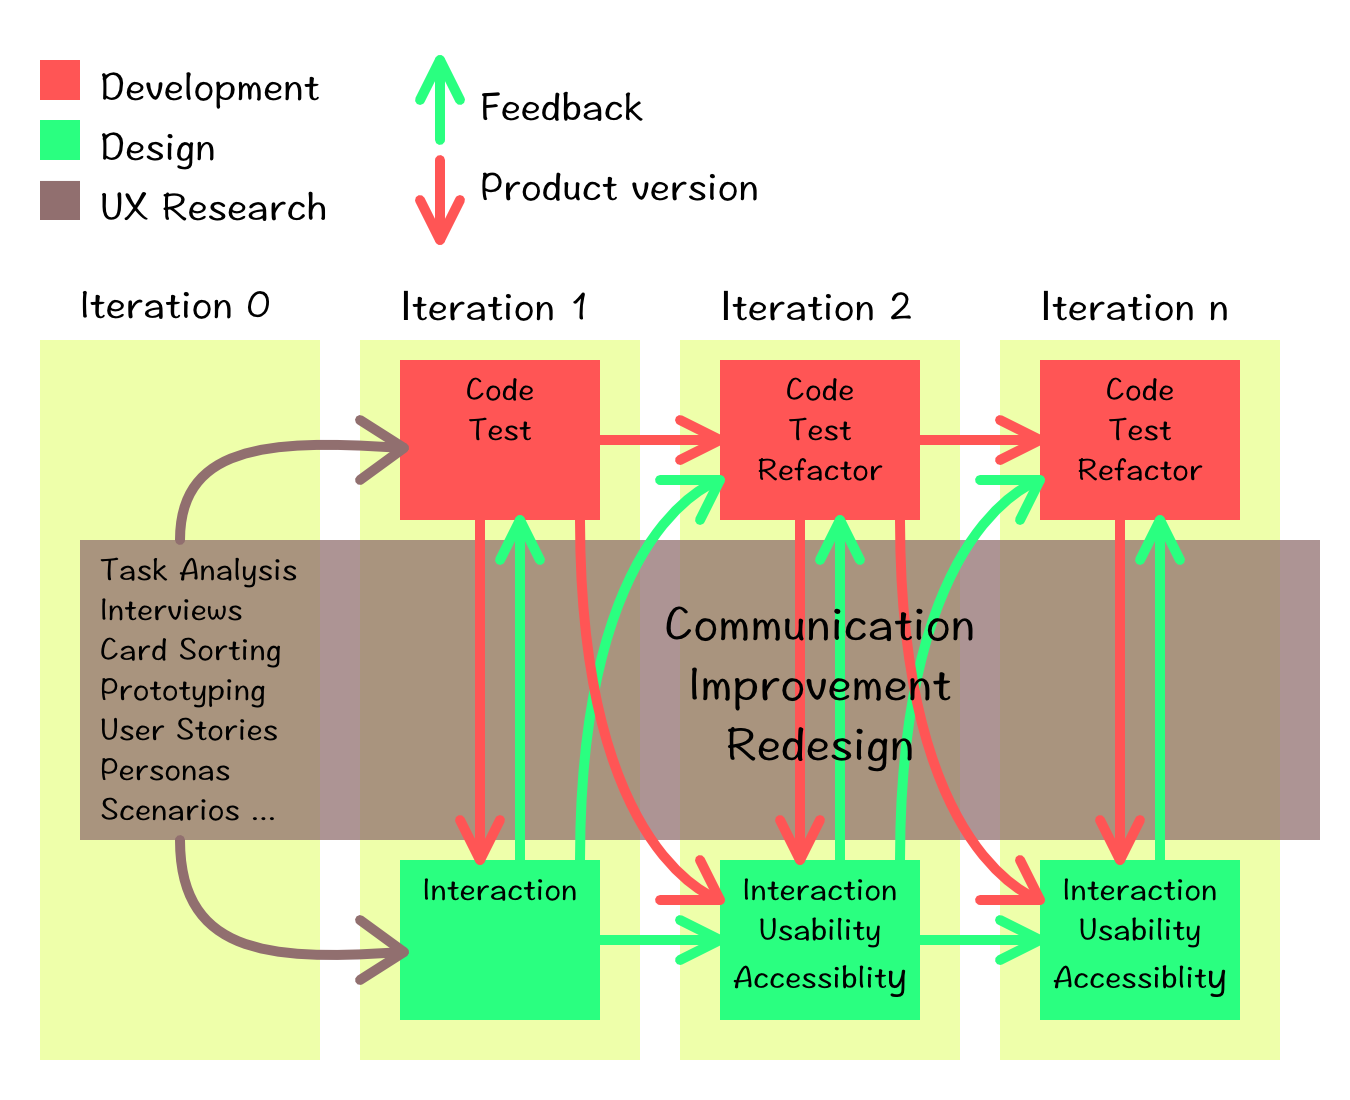 Development
Design
UX Research
Feedback
Product version
Iteration 0
Iteration 1
Iteration 2
Iteration n
Code
Test
Code
Test
Refactor
Code
Test
Refactor
Task Analysis
Interviews
Card Sorting
Prototyping
User Stories
Personas
Scenarios ...
Communication
Improvement
Redesign
Interaction
Interaction
Usability
Accessiblity
Interaction
Usability
Accessiblity